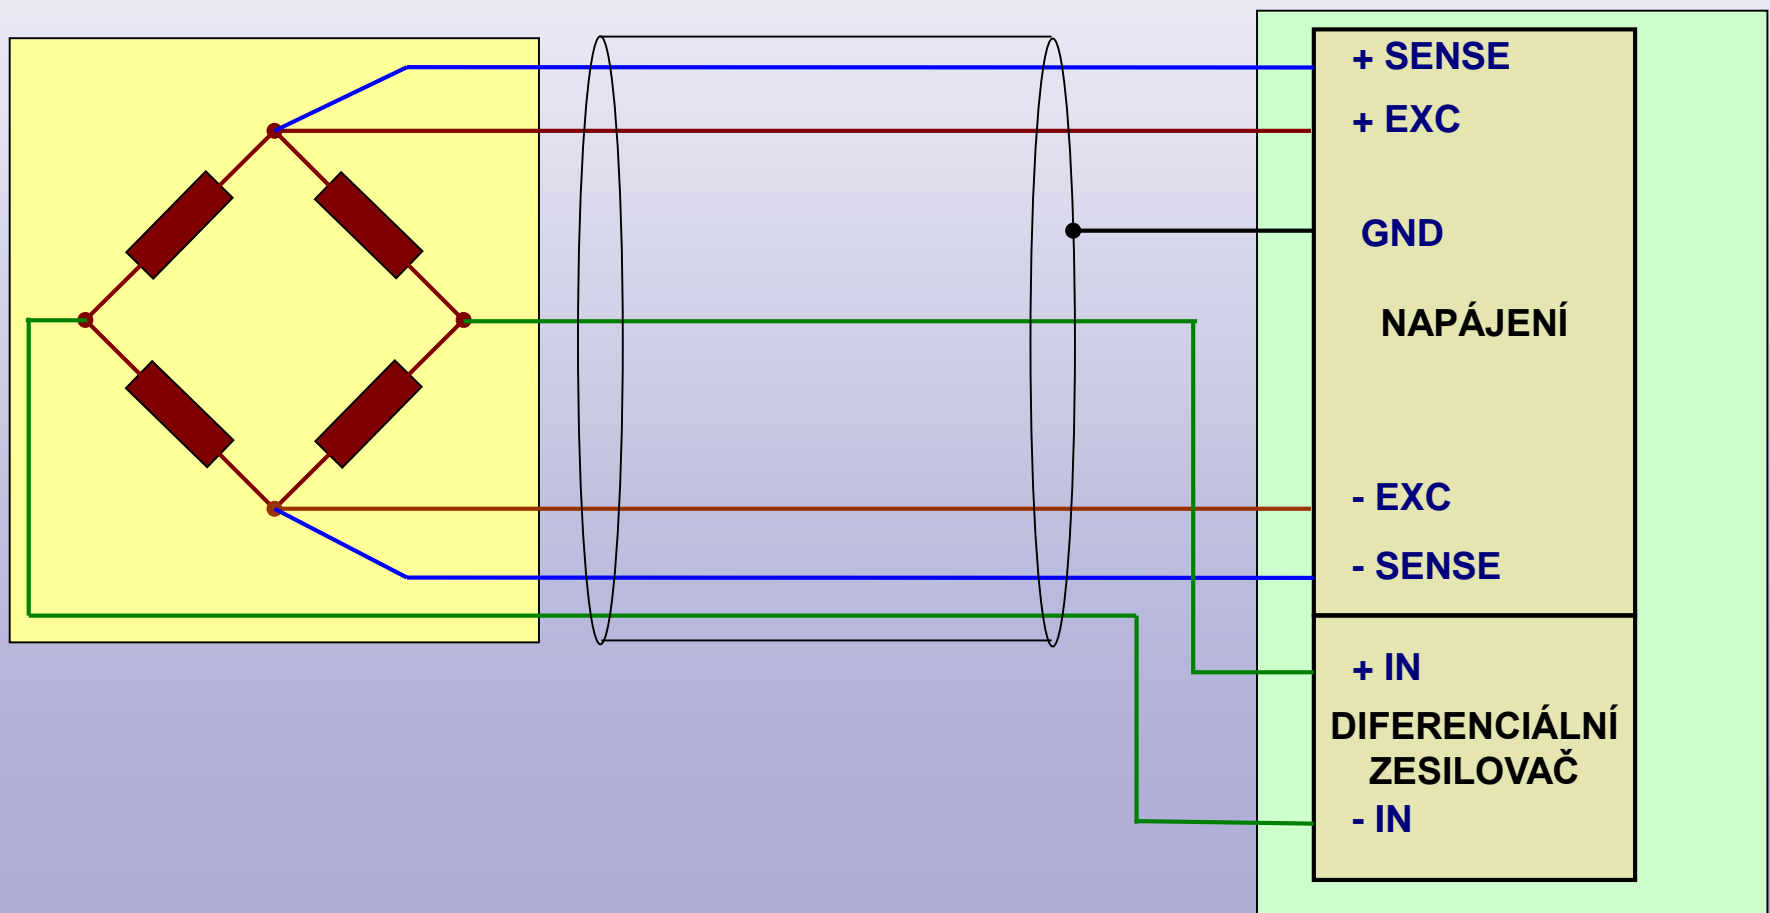 + SENSE
+ EXC
GND
NAPÁJENÍ
- EXC
- SENSE
+ IN
DIFERENCIÁLNÍ
ZESILOVAČ
- IN